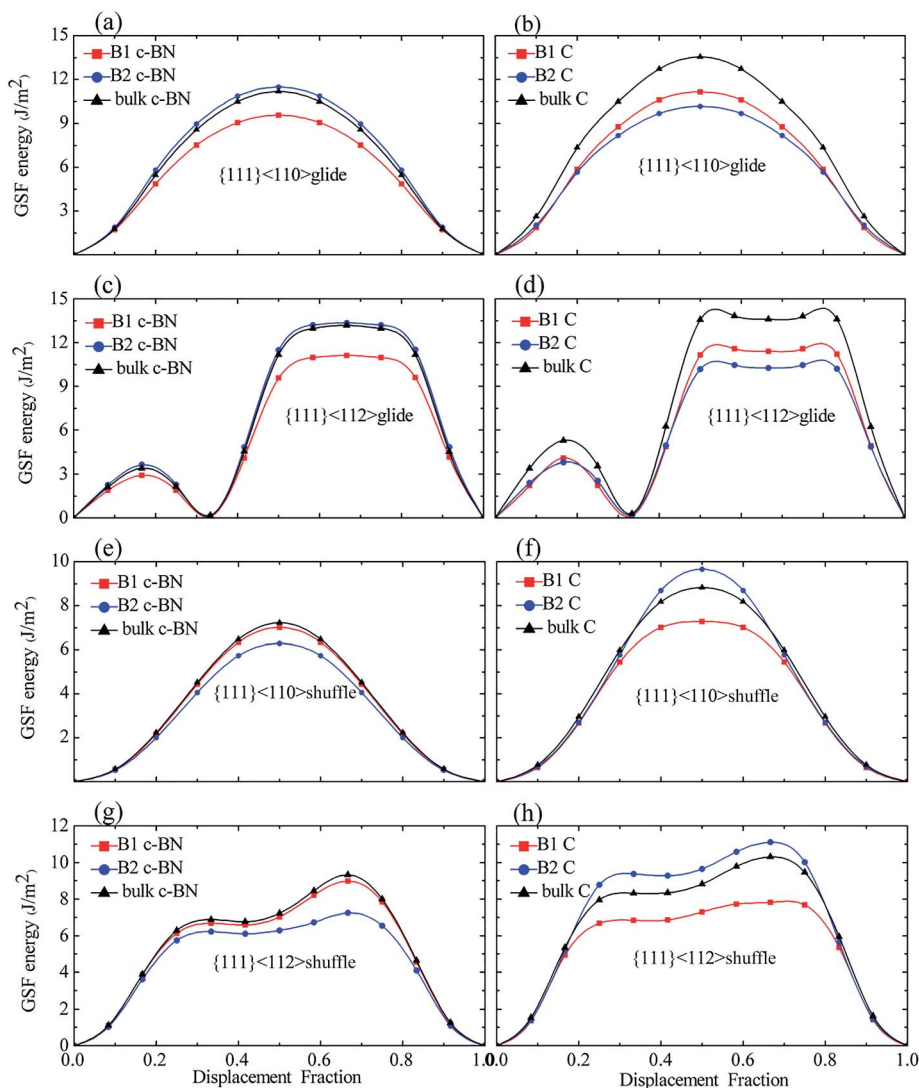 (a)
B1 c-BN
B2 c-BN
bulk c-BN
{111}<110>glide
GSF energy J/m²
15
12
9
6
3
(b)
B1 C
B2 C
bulk C
{111}<110>glide
(c)
B1 c-BN
B2 c-BN
bulk c-BN
{111}<112>glide
GSF energy J/m²
15
12
9
6
3
0
(d)
B1 C
B2 C
bulk C
{111}<112>glide
(e)
B1 c-BN
B2 c-BN
bulk c-BN
{111}<110>shuffle
GSF energy J/m²
10
8
6
4
2
(f)
B1 C
B2 C
bulk C
{111}<110>shuffle
(g)
B1 c-BN
B2 c-BN
bulk c-BN
{111}<112>shuffle
GSF energy J/m²
12
10
8
6
4
2
0
(h)
B1 C
B2 C
bulk C
{111}<112>shuffle
0.0 0.2 0.4 0.6 0.8 1.0
0.0 0.2 0.4 0.6 0.8 1.0
Displacement Fraction
Displacement Fraction